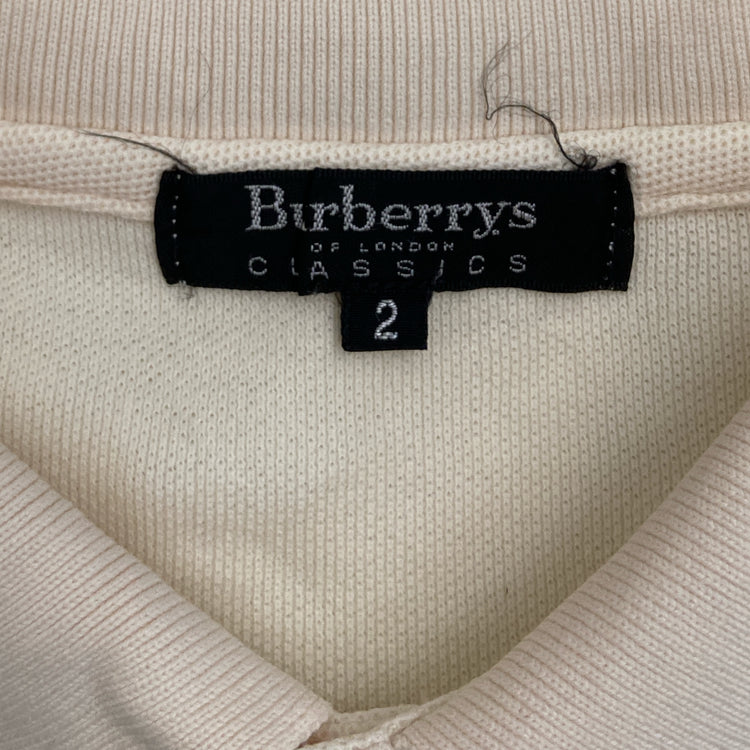 Burberrys
OF LONDON
CLASSICS
2